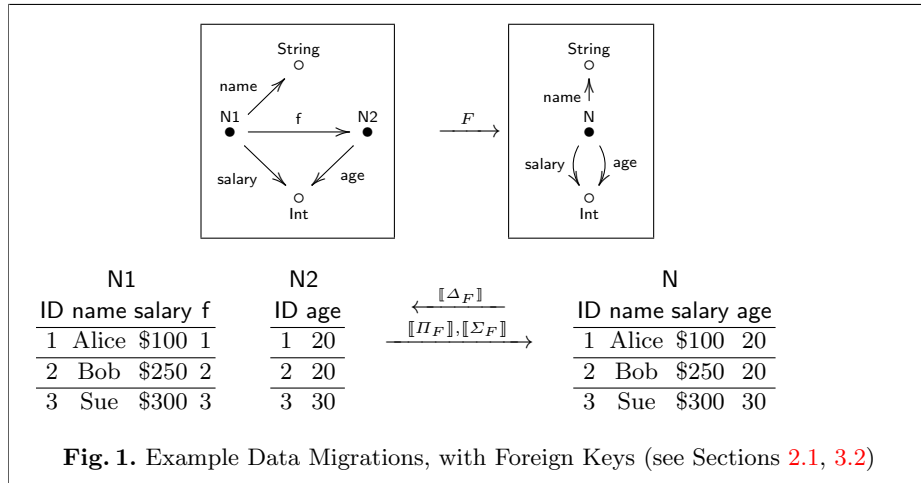 String
String
name
name
N1
f
N2
F
N
salary
age
salary
age
Int
Int
N1
N2
N
ID name salary f
ID age
⟦Δ_F⟧
ID name salary age
1 Alice $100 1
1 20
⟦Π_F⟧,⟦Σ_F⟧
1 Alice $100 20
2 Bob $250 2
2 20
2 Bob $250 20
3 Sue $300 3
3 30
3 Sue $300 30
Fig. 1. Example Data Migrations, with Foreign Keys (see Sections 2.1, 3.2)